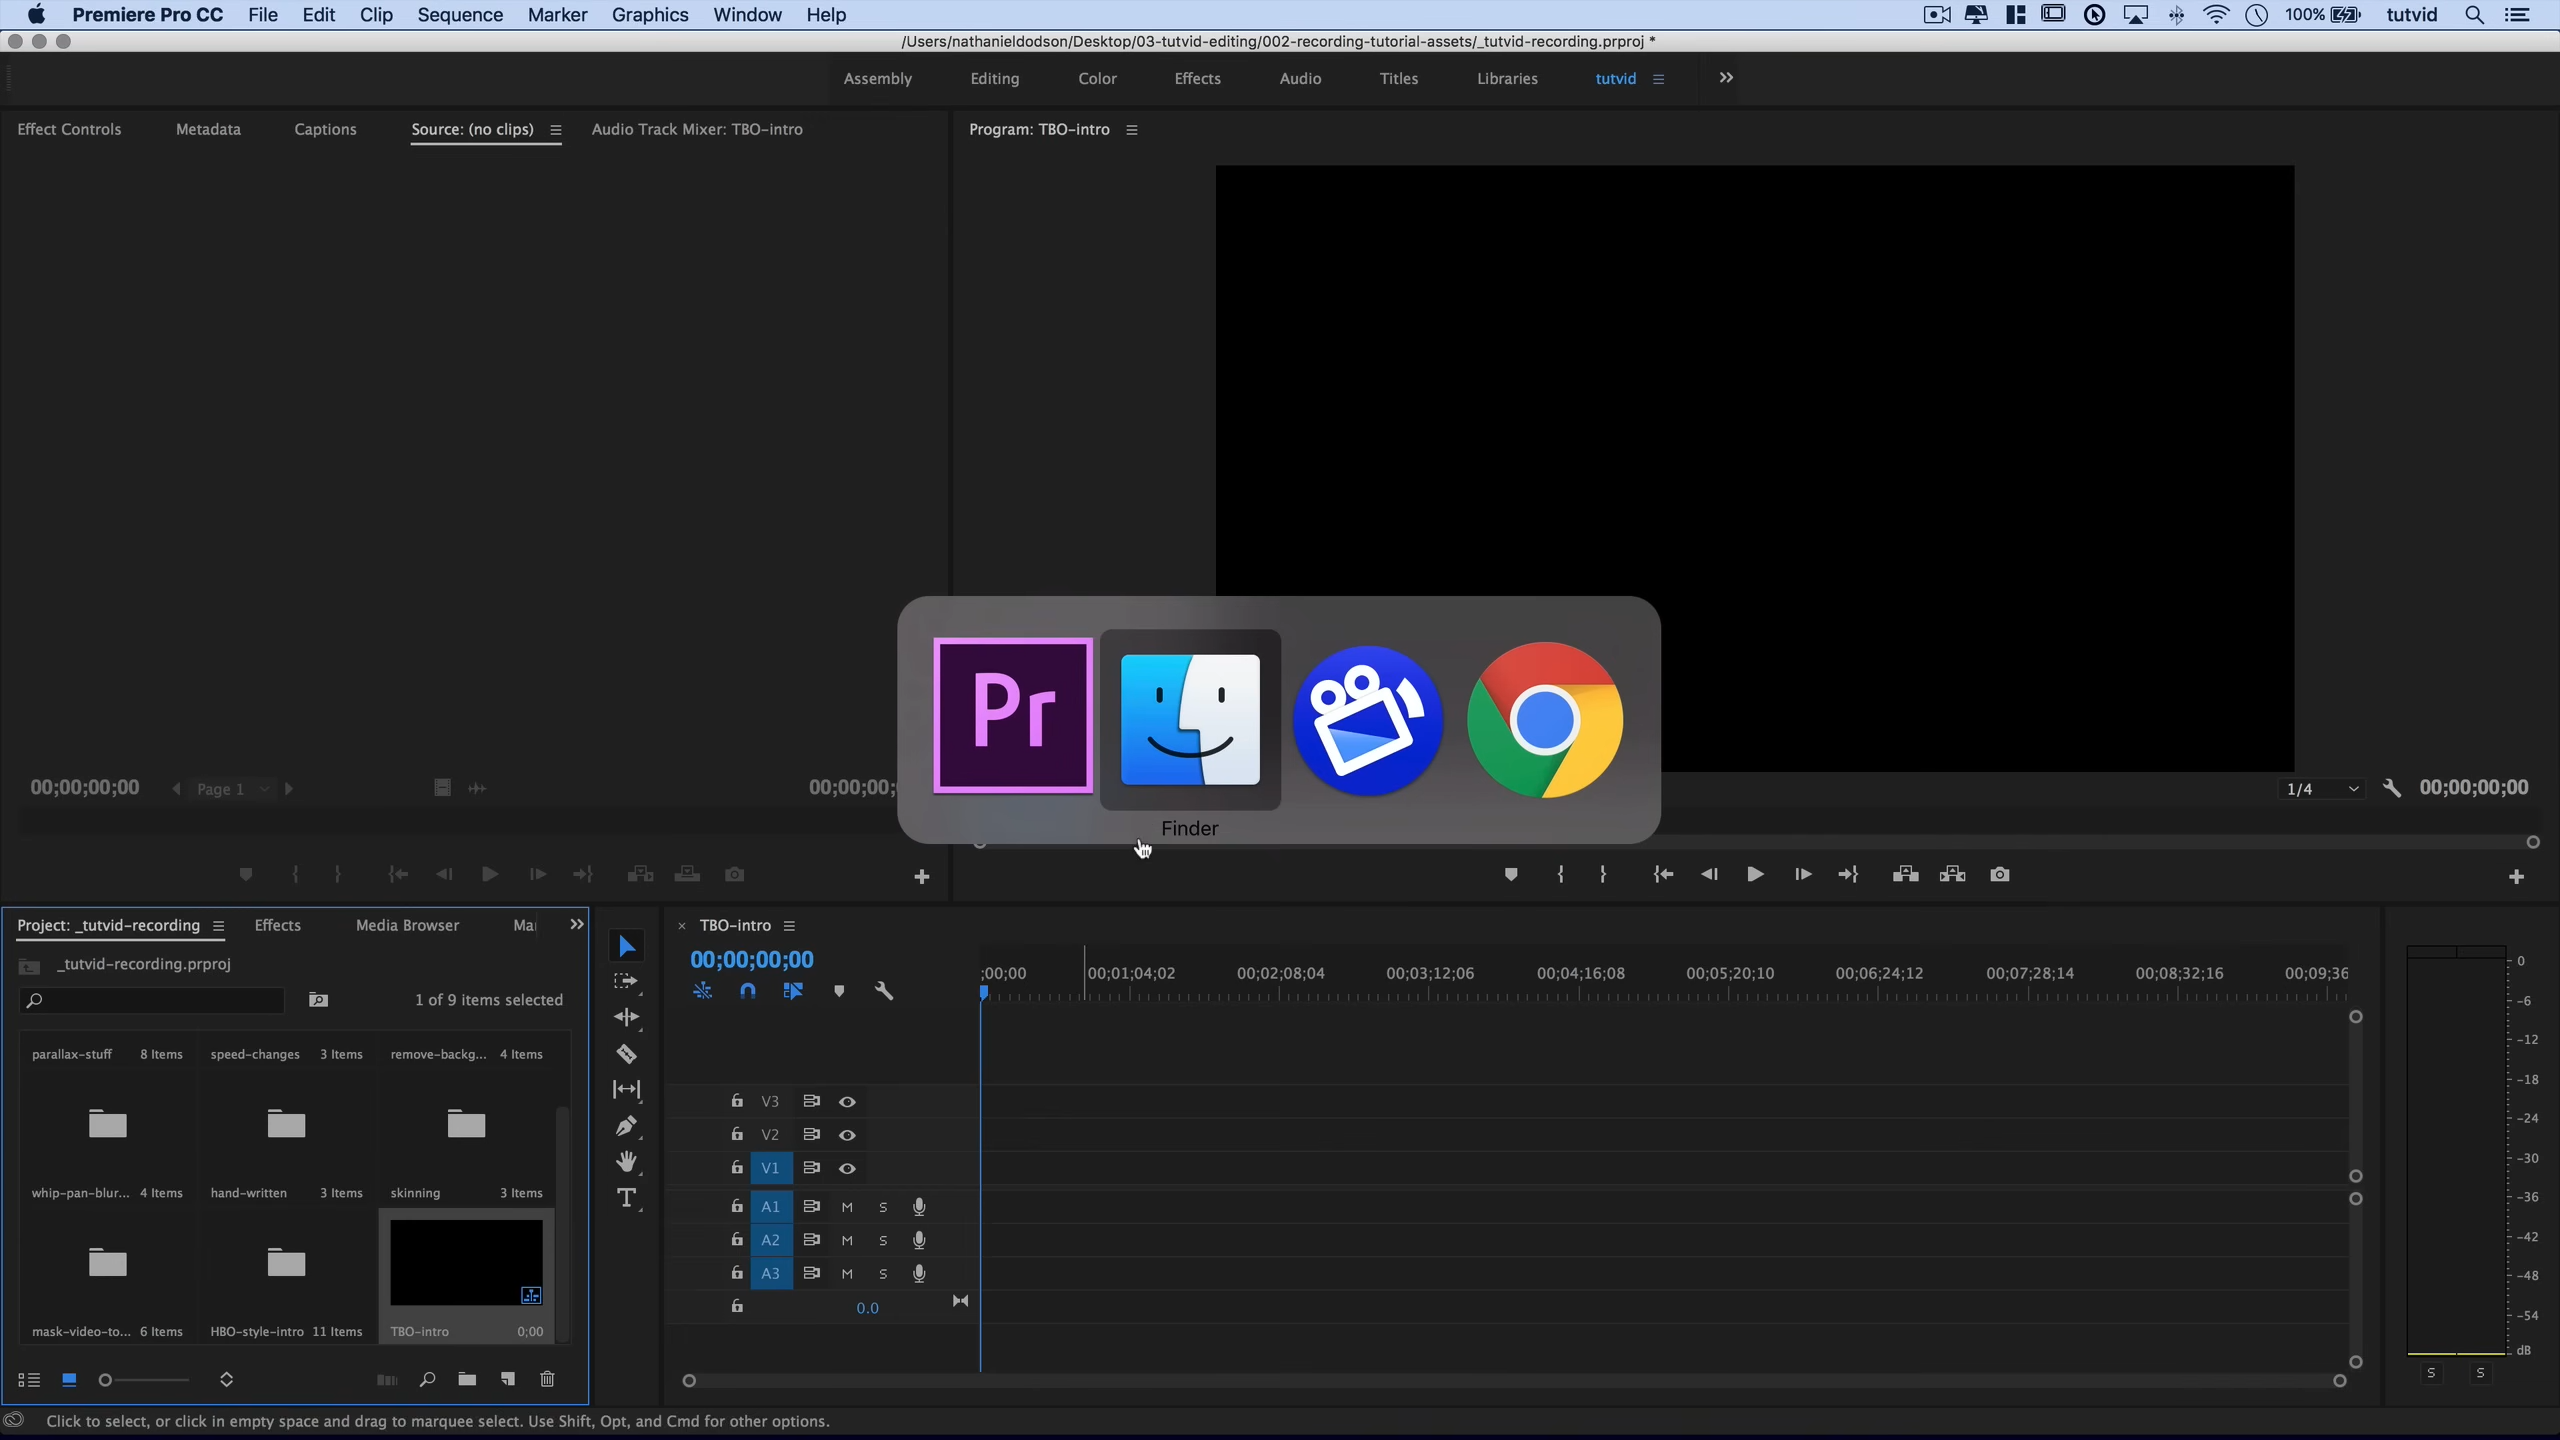 Premiere Pro CC File Edit Clip Sequence Marker Graphics Window Help 100% tutvid
/Users/nathanieldodson/Desktop/03-tutvid-editing/002-recording-tutorial-assets/_tutvid-recording.prproj *
Assembly Editing Color Effects Audio Titles Libraries tutvid
Effect Controls Metadata Captions Source: (no clips) Audio Track Mixer: TBO-intro
Program: TBO-intro
Pr
Finder
00;00;00;00 Page 1 00;00;00;
1/4 00;00;00;00
Project: _tutvid-recording Effects Media Browser Ma
_tutvid-recording.prproj
1 of 9 items selected
parallax-stuff 8 Items speed-changes 3 Items remove-backg... 4 Items
whip-pan-blur... 4 Items hand-written 3 Items skinning 3 Items
mask-video-to... 6 Items HBO-style-intro 11 Items TBO-intro 0;00
× TBO-intro
00;00;00;00
;00;00 00;01;04;02 00;02;08;04 00;03;12;06 00;04;16;08 00;05;20;10 00;06;24;12 00;07;28;14 00;08;32;16 00;09;36
V3
V2
V1
A1 M S
A2 M S
A3 M S
0.0
0
-6
-12
-18
-24
-30
-36
-42
-48
-54
dB
S S
Click to select, or click in empty space and drag to marquee select. Use Shift, Opt, and Cmd for other options.